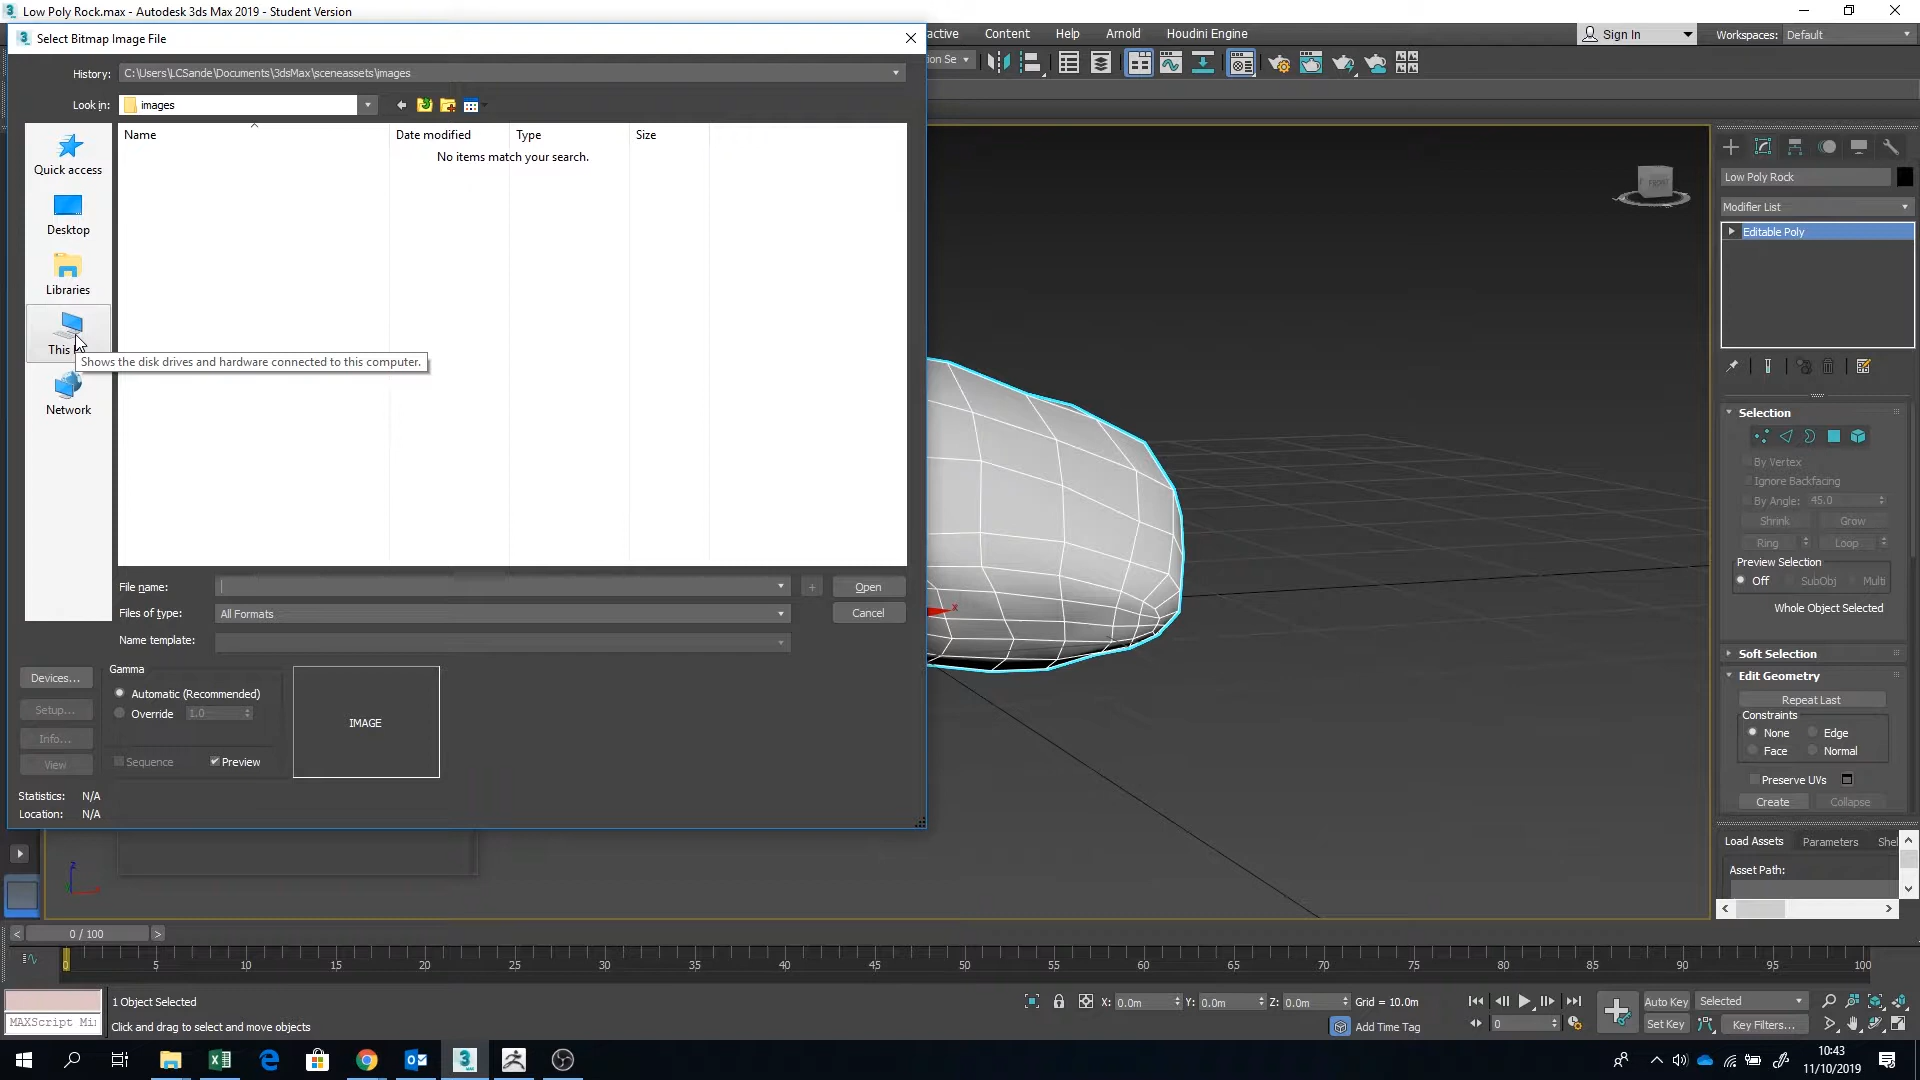 Low Poly Rock.max - Autodesk 3ds Max 2019 - Student Version
Select Bitmap Image File
active Content Help Arnold Houdini Engine Sign In Workspaces: Default
History: C:\Users\LCSande\Documents\3dsMax\sceneassets\images
ion Se
Look in: images
Name Date modified Type Size
No items match your search.
Quick access
Desktop
Libraries
This
Shows the disk drives and hardware connected to this computer.
Network
File name: Open
Files of type: All Formats Cancel
Name template:
Devices...
Setup...
Info...
View
Gamma
Automatic (Recommended)
Override 1.0
Sequence Preview
IMAGE
Statistics: N/A
Location: N/A
FRONT
x
z
Low Poly Rock
Modifier List
Editable Poly
Selection
By Vertex
Ignore Backfacing
By Angle: 45.0
Shrink Grow
Ring Loop
Preview Selection
Off SubObj Multi
Whole Object Selected
Soft Selection
Edit Geometry
Repeat Last
Constraints
None Edge
Face Normal
Preserve UVs
Create Collapse
Load Assets Parameters Shel
Asset Path:
< 0 / 100 >
0 5 10 15 20 25 30 35 40 45 50 55 60 65 70 75 80 85 90 95 100
1 Object Selected X: 0.0m Y: 0.0m Z: 0.0m Grid = 10.0m Auto Key Selected
MAXScript Mi Click and drag to select and move objects Add Time Tag 0 Set Key Key Filters...
10:43
11/10/2019